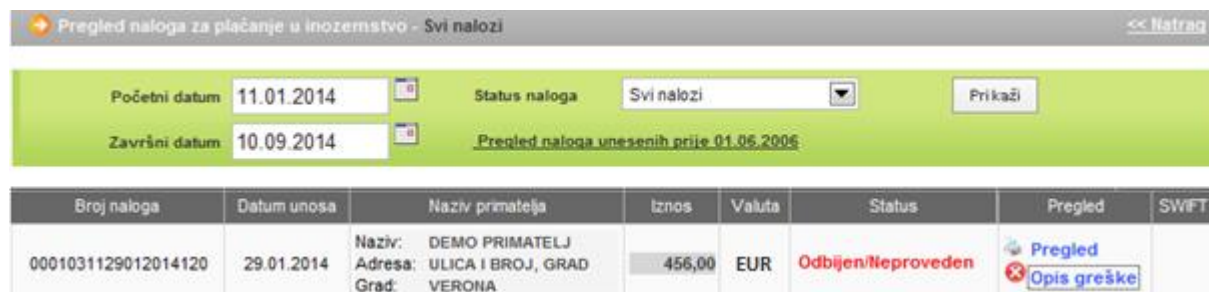 Pregled naloga za plaćanje u inozemstvo - Svi nalozi << Natrag
Početni datum 11.01.2014 Status naloga Svi nalozi Prikaži
Završni datum 10.09.2014 Pregled naloga unesenih prije 01.06.2006
Broj naloga Datum unosa Naziv primatelja Iznos Valuta Status Pregled SWIFT
Naziv: DEMO PRIMATELJ Pregled
0001031129012014120 29.01.2014 Adresa: ULICA I BROJ, GRAD 456,00 EUR Odbijen/Neproveden
Grad: VERONA Opis greške